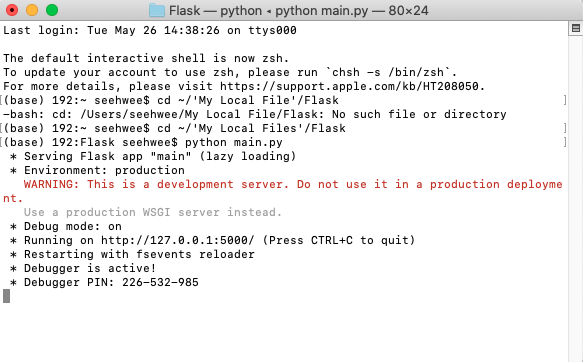 Flask — python ◂ python main.py — 80×24
Last login: Tue May 26 14:38:26 on ttys000
The default interactive shell is now zsh.
To update your account to use zsh, please run `chsh -s /bin/zsh`.
For more details, please visit https://support.apple.com/kb/HT208050.
[(base) 192:~ seehwee$ cd ~/'My Local File'/Flask ]
-bash: cd: /Users/seehwee/My Local File/Flask: No such file or directory
[(base) 192:~ seehwee$ cd ~/'My Local Files'/Flask ]
[(base) 192:Flask seehwee$ python main.py ]
* Serving Flask app "main" (lazy loading)
* Environment: production
WARNING: This is a development server. Do not use it in a production deployme
nt.
Use a production WSGI server instead.
* Debug mode: on
* Running on http://127.0.0.1:5000/ (Press CTRL+C to quit)
* Restarting with fsevents reloader
* Debugger is active!
* Debugger PIN: 226-532-985